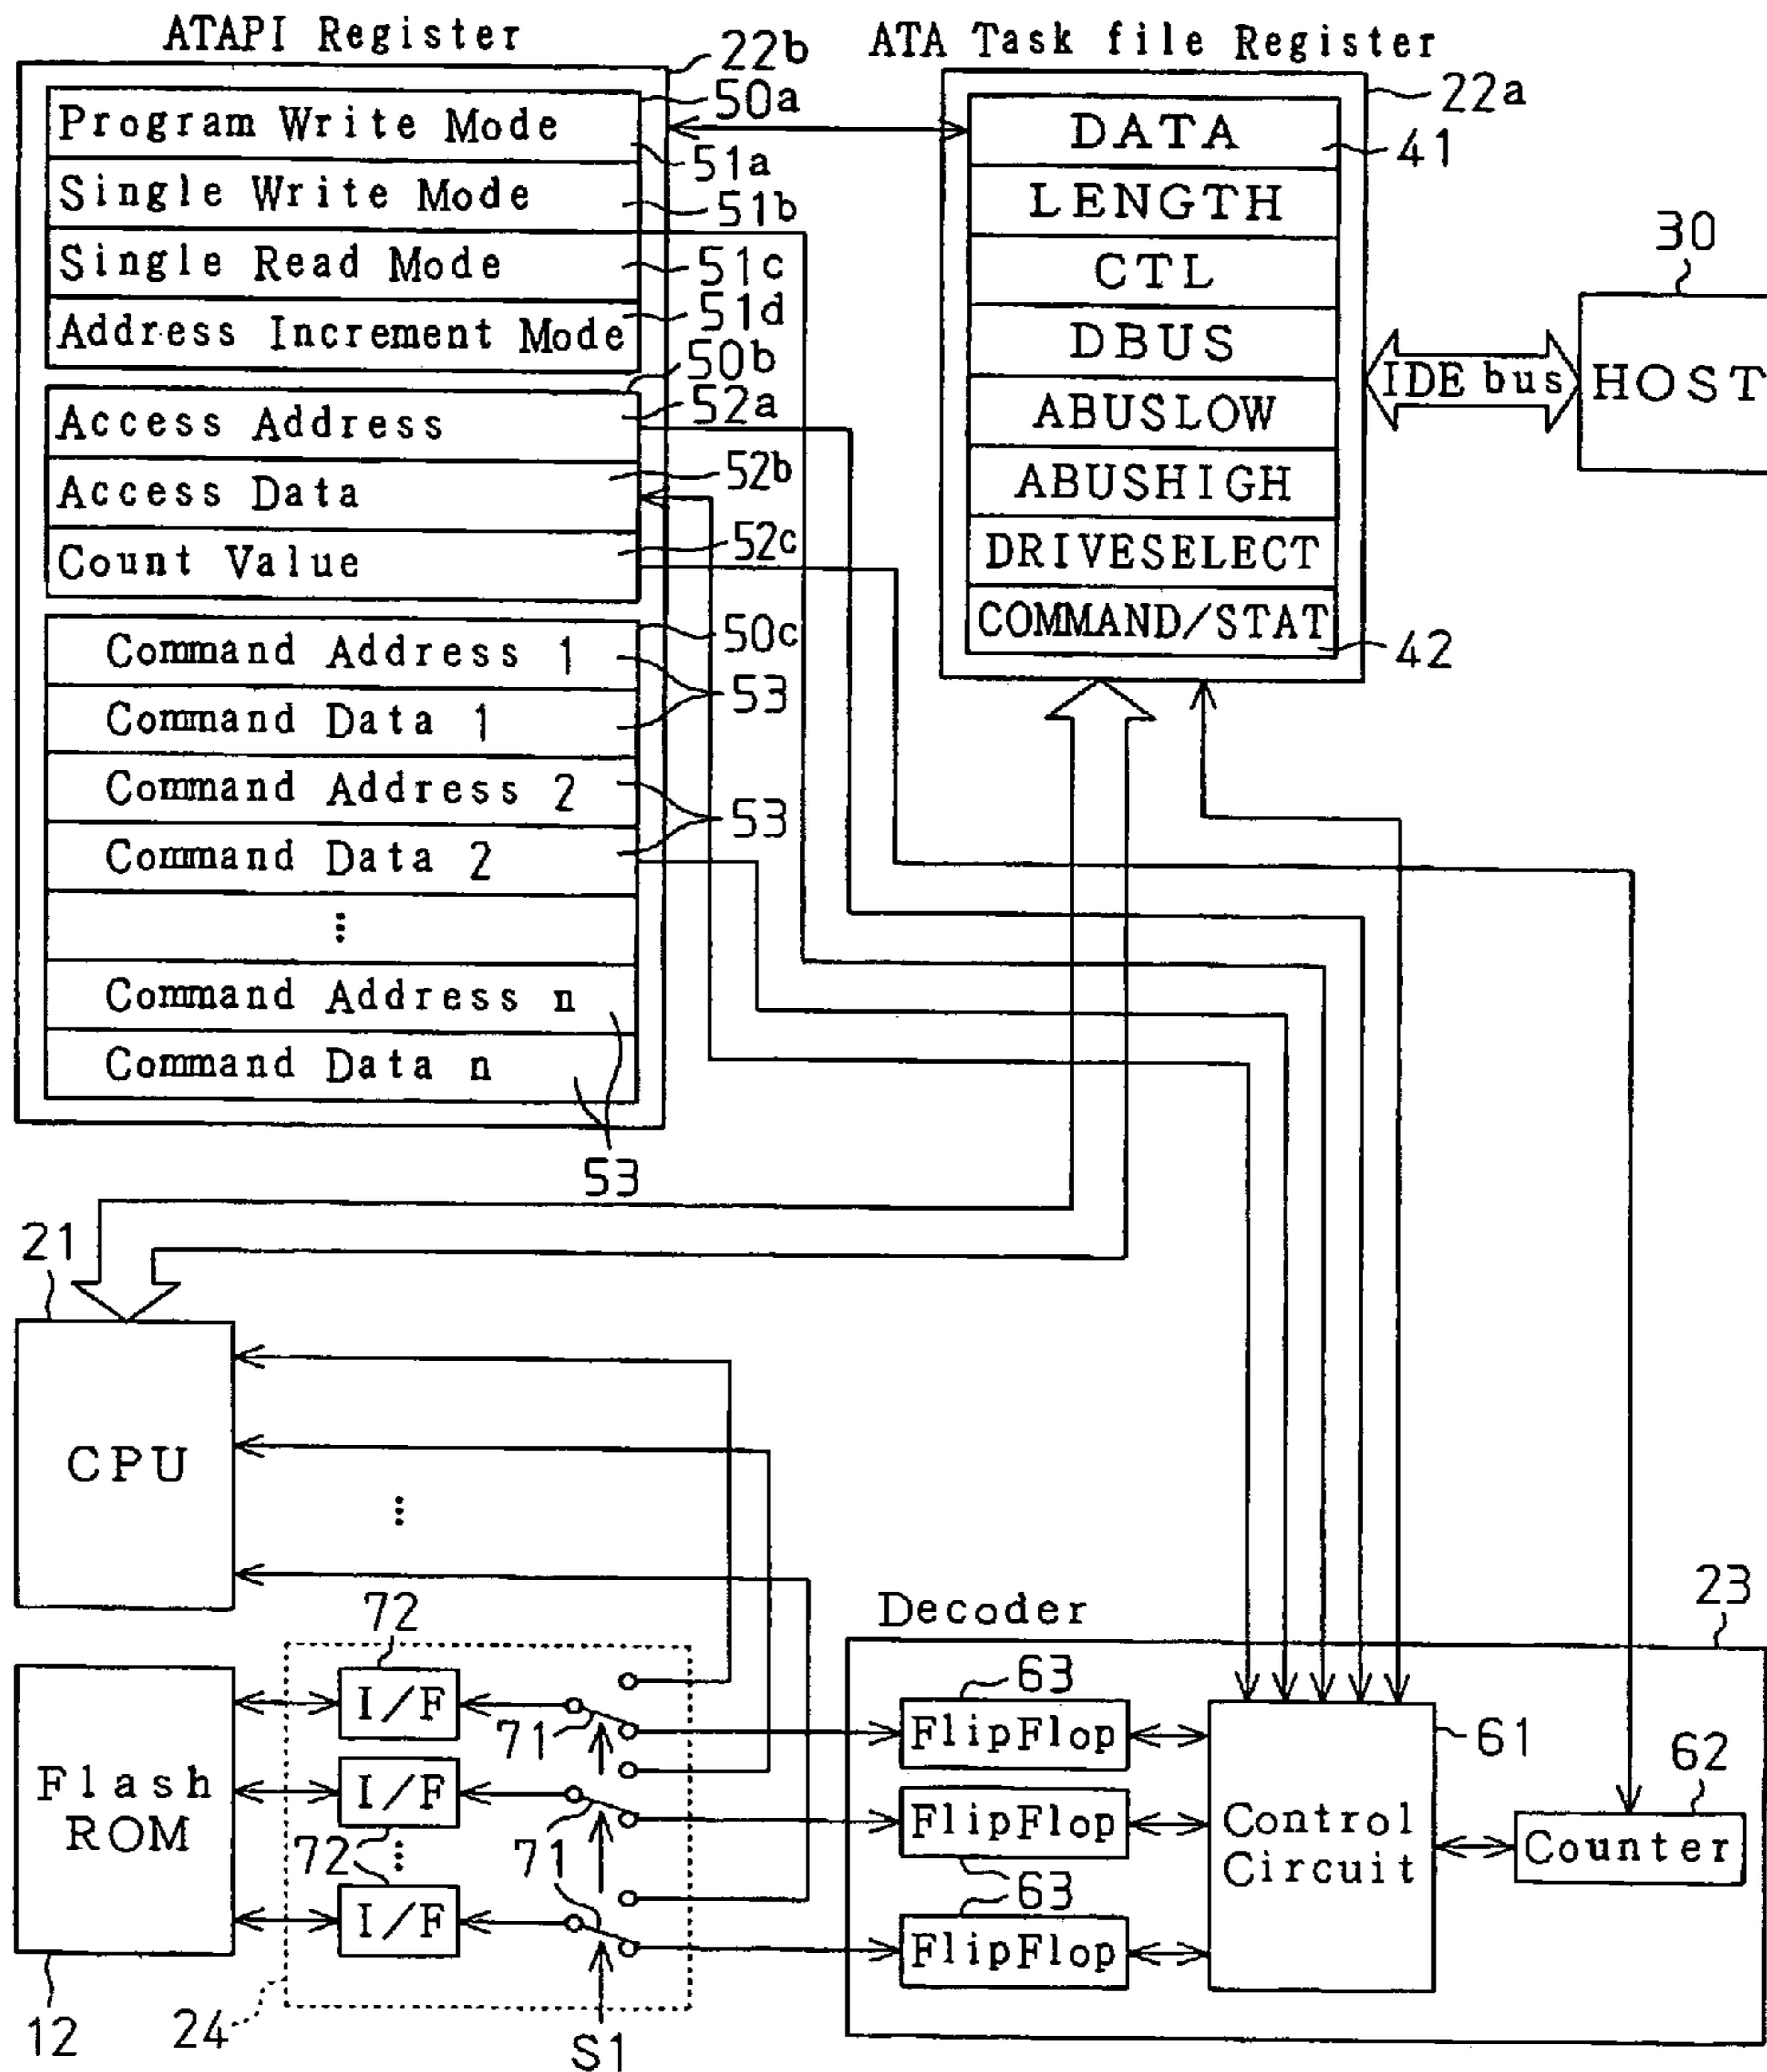 ATAPI Register
22b
50a
Program Write Mode
51a
Single Write Mode
51b
Single Read Mode
51c
Address Increment Mode
51d
50b
Access Address
52a
Access Data
52b
Count Value
52c
50c
Command Address 1
Command Data 1
53
Command Address 2
Command Data 2
53
⋮
Command Address n
Command Data n
53
ATA Task file Register
22a
DATA
41
LENGTH
CTL
DBUS
ABUSLOW
ABUSHIGH
DRIVESELECT
COMMAND/STAT
42
IDE bus
30
HOST
21
CPU
⋮
Flash
ROM
12
24
72
I/F
I/F
72
⋮
I/F
71
71
S1
Decoder
23
63
FlipFlop
FlipFlop
63
FlipFlop
Control
Circuit
61
62
Counter